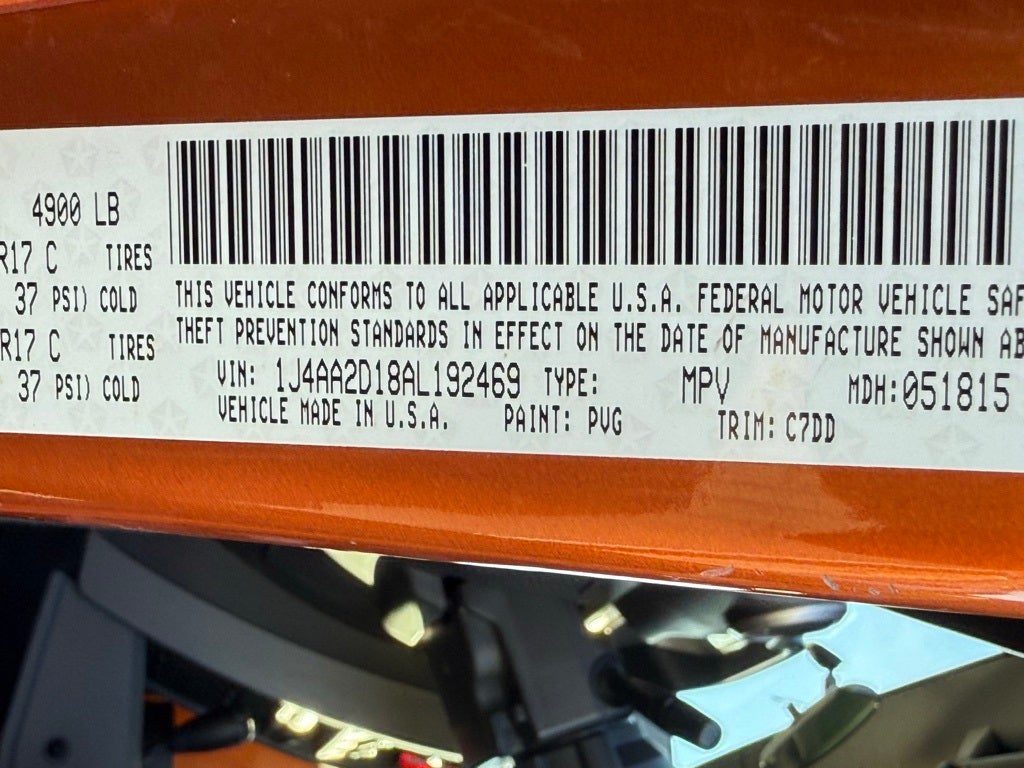 4900 LB
R17 C TIRES
37 PSI) COLD
R17 C TIRES
37 PSI) COLD
THIS VEHICLE CONFORMS TO ALL APPLICABLE U.S.A. FEDERAL MOTOR VEHICLE SAF
THEFT PREVENTION STANDARDS IN EFFECT ON THE DATE OF MANUFACTURE SHOWN AB
VIN: 1J4AA2D18AL192469 TYPE: MPV MDH:051815
VEHICLE MADE IN U.S.A. PAINT: PVG TRIM: C7DD